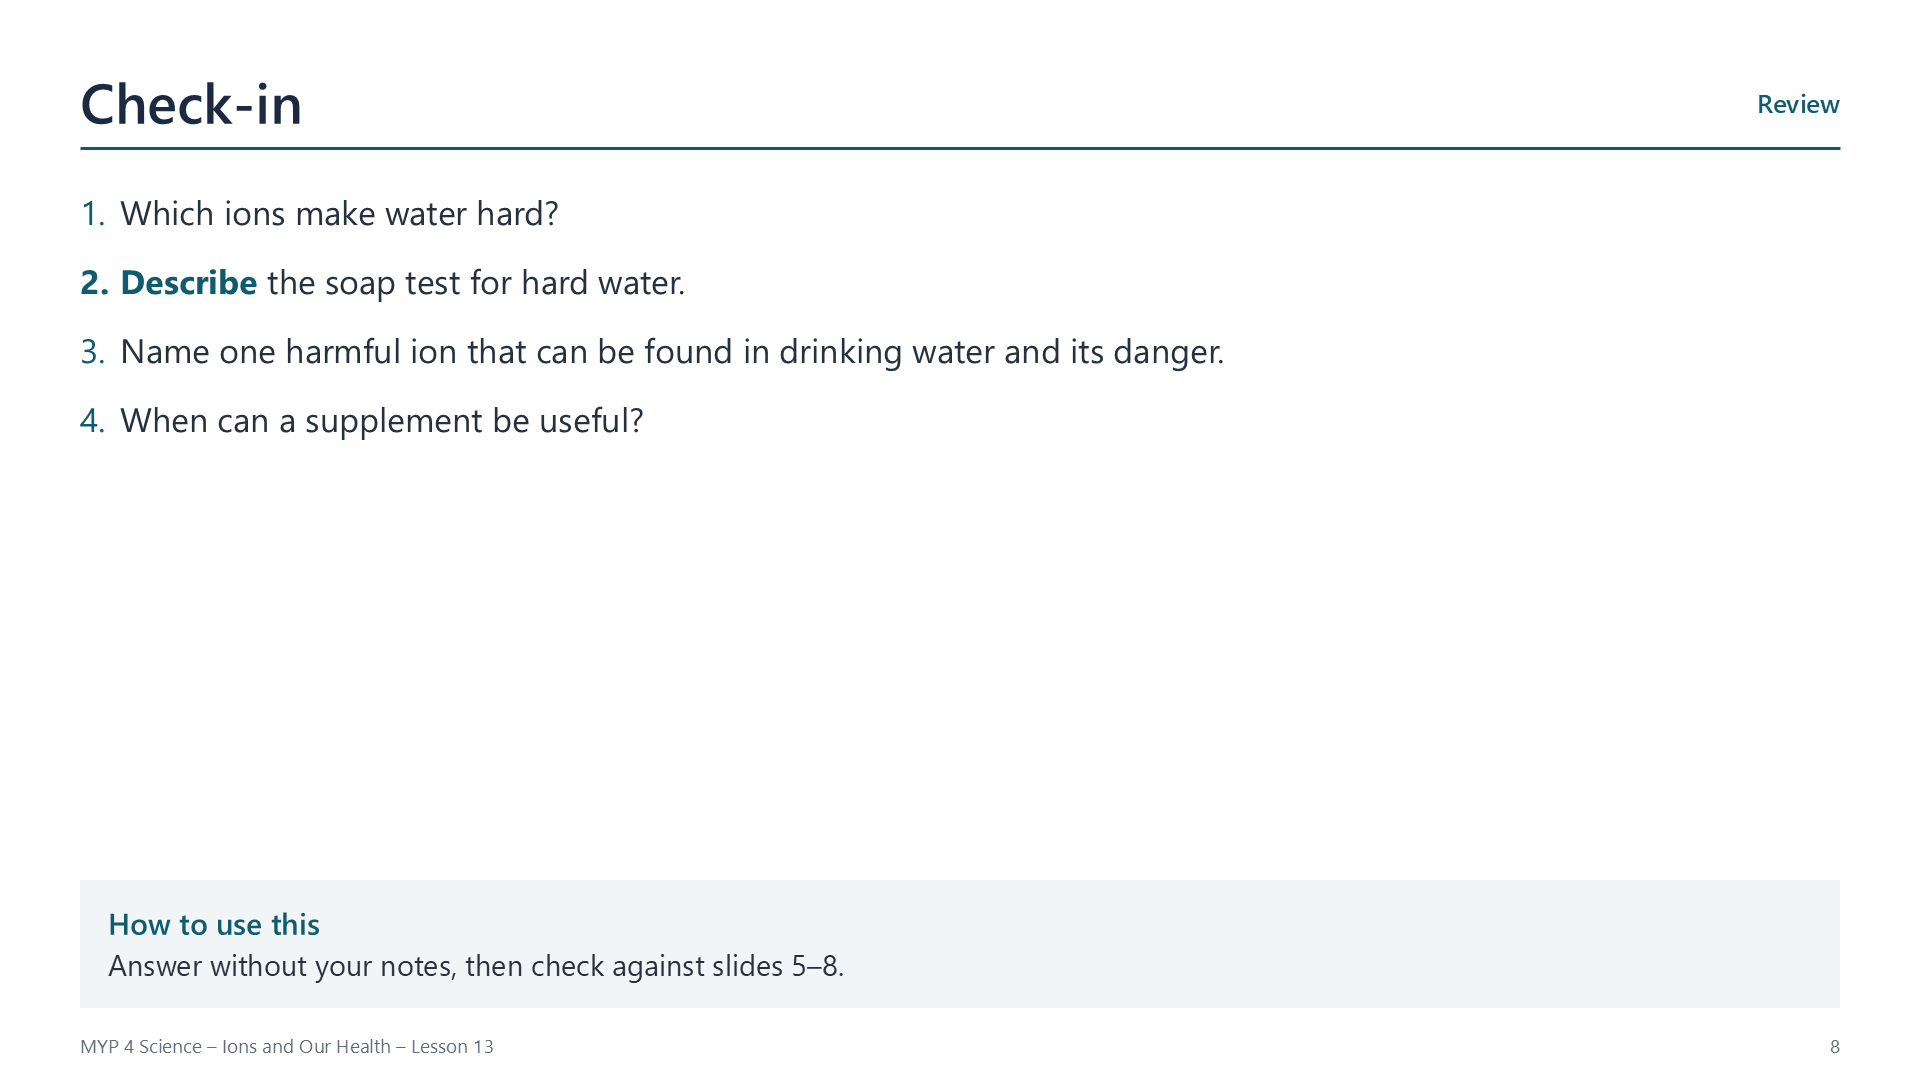 Check-in
Review
1. Which ions make water hard?
2. Describe the soap test for hard water.
3. Name one harmful ion that can be found in drinking water and its danger.
4. When can a supplement be useful?
How to use this
Answer without your notes, then check against slides 5–8.
MYP 4 Science – Ions and Our Health – Lesson 13
8